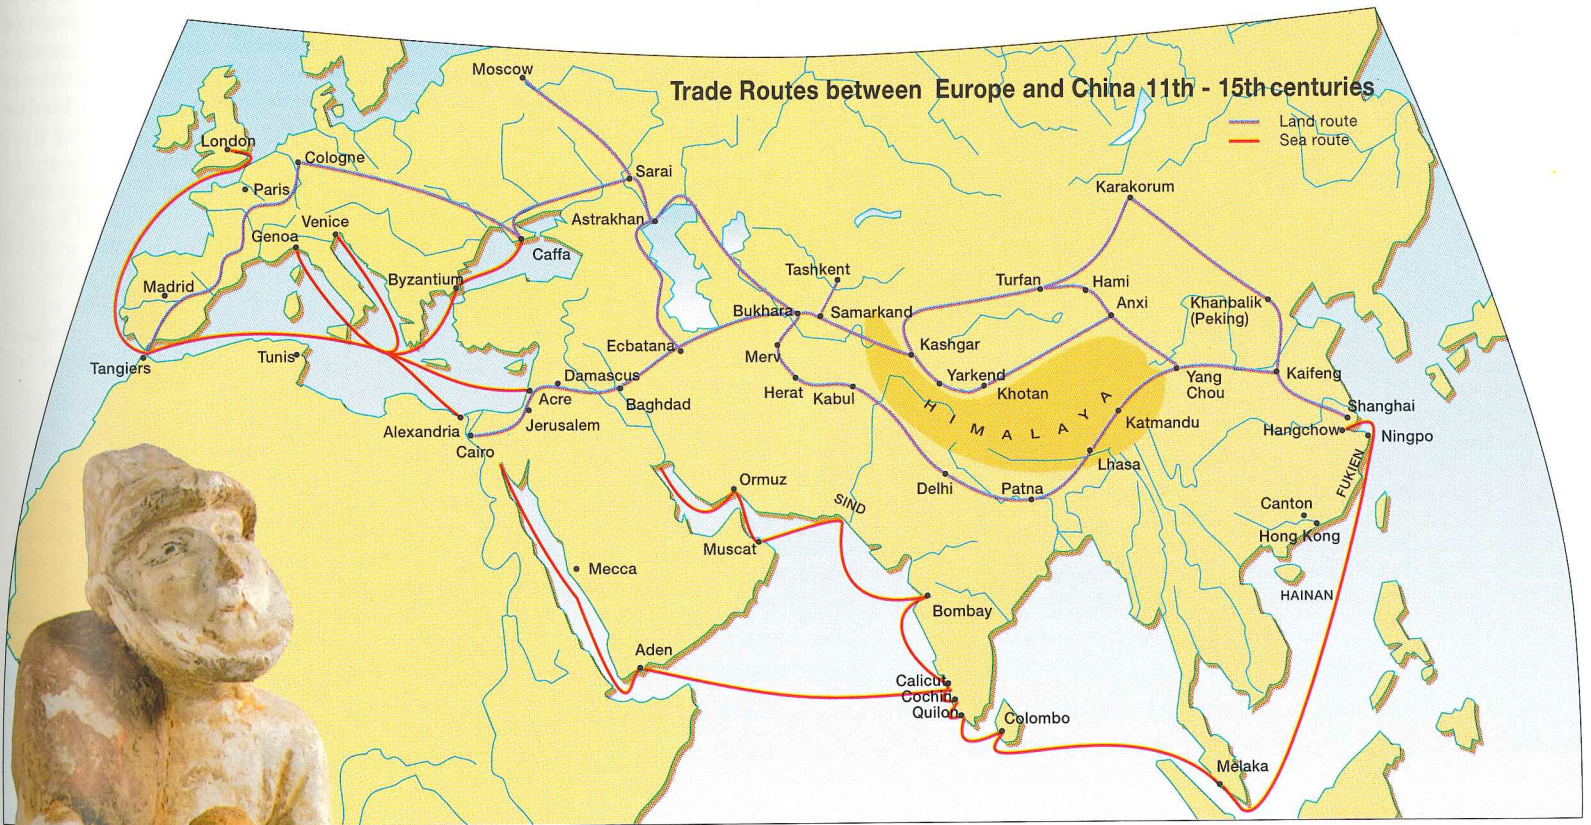 Trade Routes between Europe and China 11th - 15th centuries
Land route
Sea route
Moscow
London
Cologne
Paris
Sarai
Karakorum
Venice
Genoa
Astrakhan
Caffa
Madrid
Byzantium
Tashkent
Turfan
Hami
Anxi
Khanbalik
(Peking)
Bukhara
Samarkand
Tangiers
Tunis
Ecbatana
Merv
Kashgar
Damascus
Acre
Baghdad
Herat
Kabul
Yarkend
Khotan
Yang
Chou
Kaifeng
HIMALAYA
Shanghai
Alexandria
Jerusalem
Katmandu
Hangchow
Ningpo
Cairo
Lhasa
FUKIEN
Ormuz
Delhi
Patna
SIND
Canton
Hong Kong
Muscat
Mecca
HAINAN
Bombay
Aden
Calicut
Cochin
Quilon
Colombo
Melaka